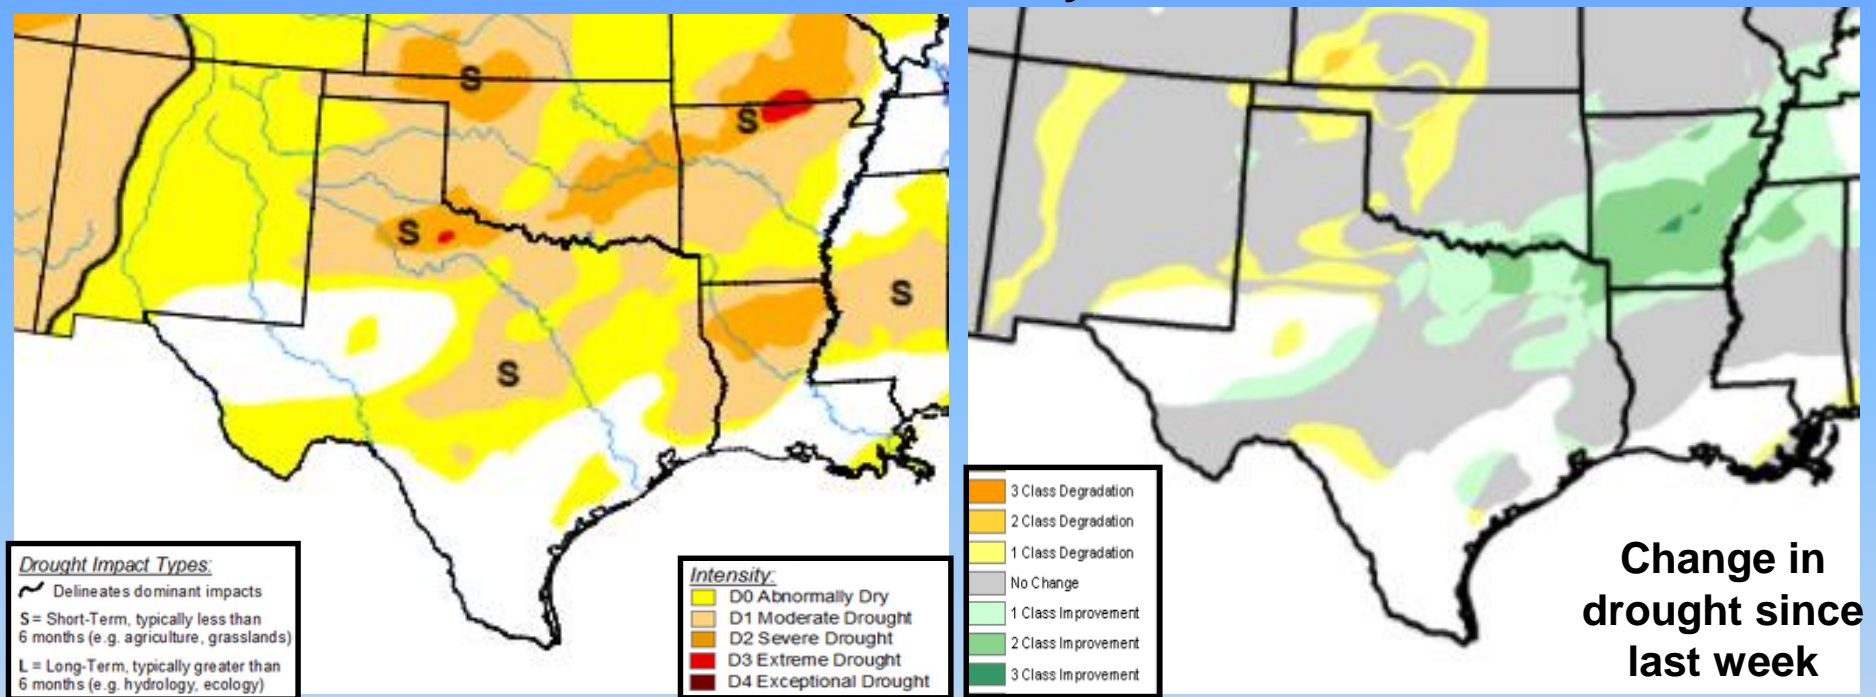 S
S
S
S
S
Drought Impact Types:
Delineates dominant impacts
S = Short-Term, typically less than
6 months (e.g. agriculture, grasslands)
L = Long-Term, typically greater than
6 months (e.g. hydrology, ecology)
Intensity:
D0 Abnormally Dry
D1 Moderate Drought
D2 Severe Drought
D3 Extreme Drought
D4 Exceptional Drought
3 Class Degradation
2 Class Degradation
1 Class Degradation
No Change
1 Class Improvement
2 Class Improvement
3 Class Improvement
Change in
drought since
last week